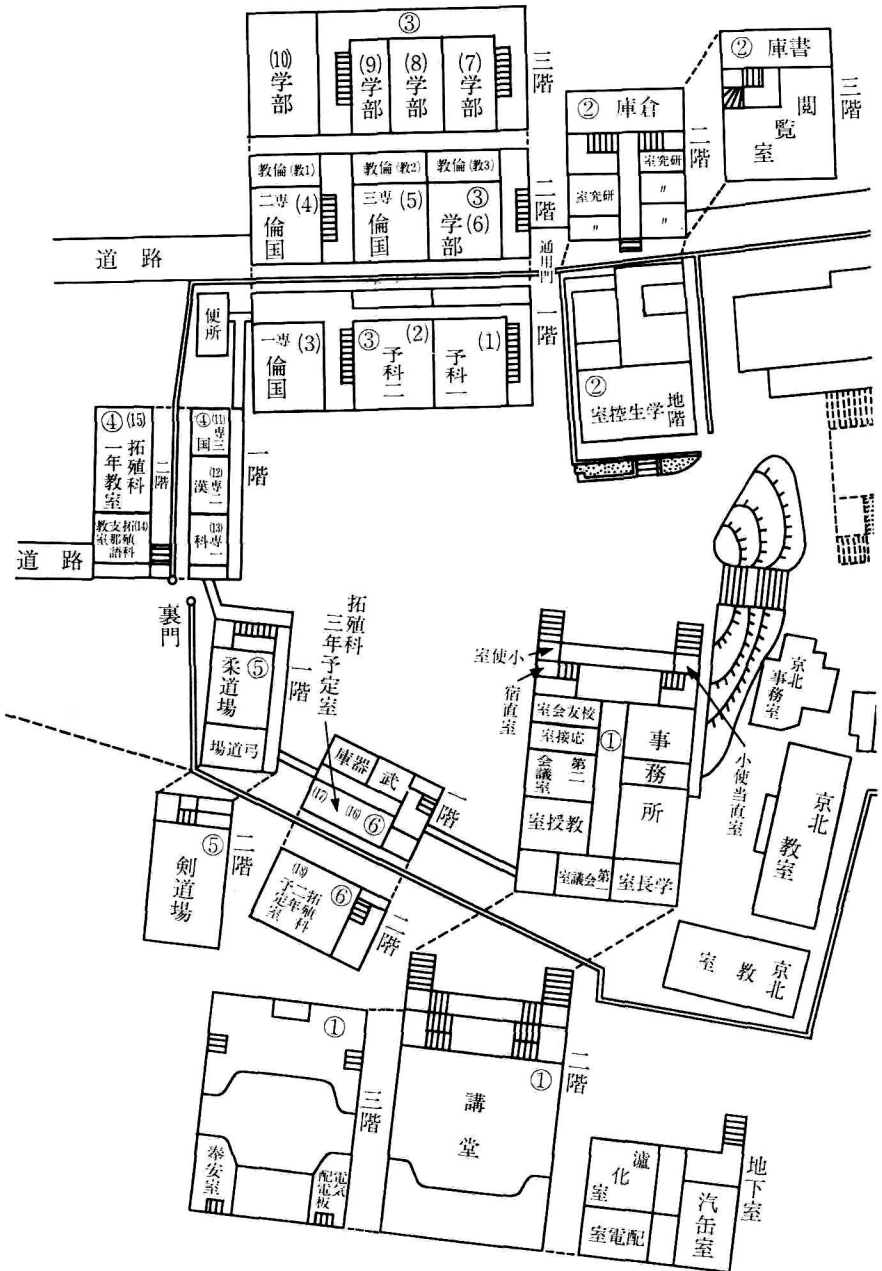 ③
(10)学部
(9)学部
(8)学部
(7)学部
三階
② 庫書
閲覧室
三階
② 庫倉
二階
室究研
室究研
〃
〃
〃
教倫(教1)
教倫(教2)
教倫(教3)
二専 (4)
倫国
三専 (5)
倫国
③
学(6)
部
二階
道路
通用門
便所
一専 (3)
倫国
③ (2)
予科二
(1)
予科一
一階
②
室控生学
地階
④ (15)
拓殖科
一年教室
二階
(14)
拓殖科
支那語
教室
④ (11)
専三
国
(12)
専二
漢
(13)
専一
科
一階
道路
裏門
⑤
柔道場
場道弓
一階
拓殖科
三年予定室
庫器武
(17) (16) ⑥
一階
⑤
剣道場
二階
(18)
拓殖科
二年
予定室
⑥
二階
室使小
宿直室
小使当直室
①
室会友校
室接応
第二
会議室
室授教
事務所
室議会第一
室長学
京北
事務室
京北
教室
京北
教室
①
三階
奉安室
電気
配電板
①
講堂
二階
濾化室
室電配
汽缶室
地下室